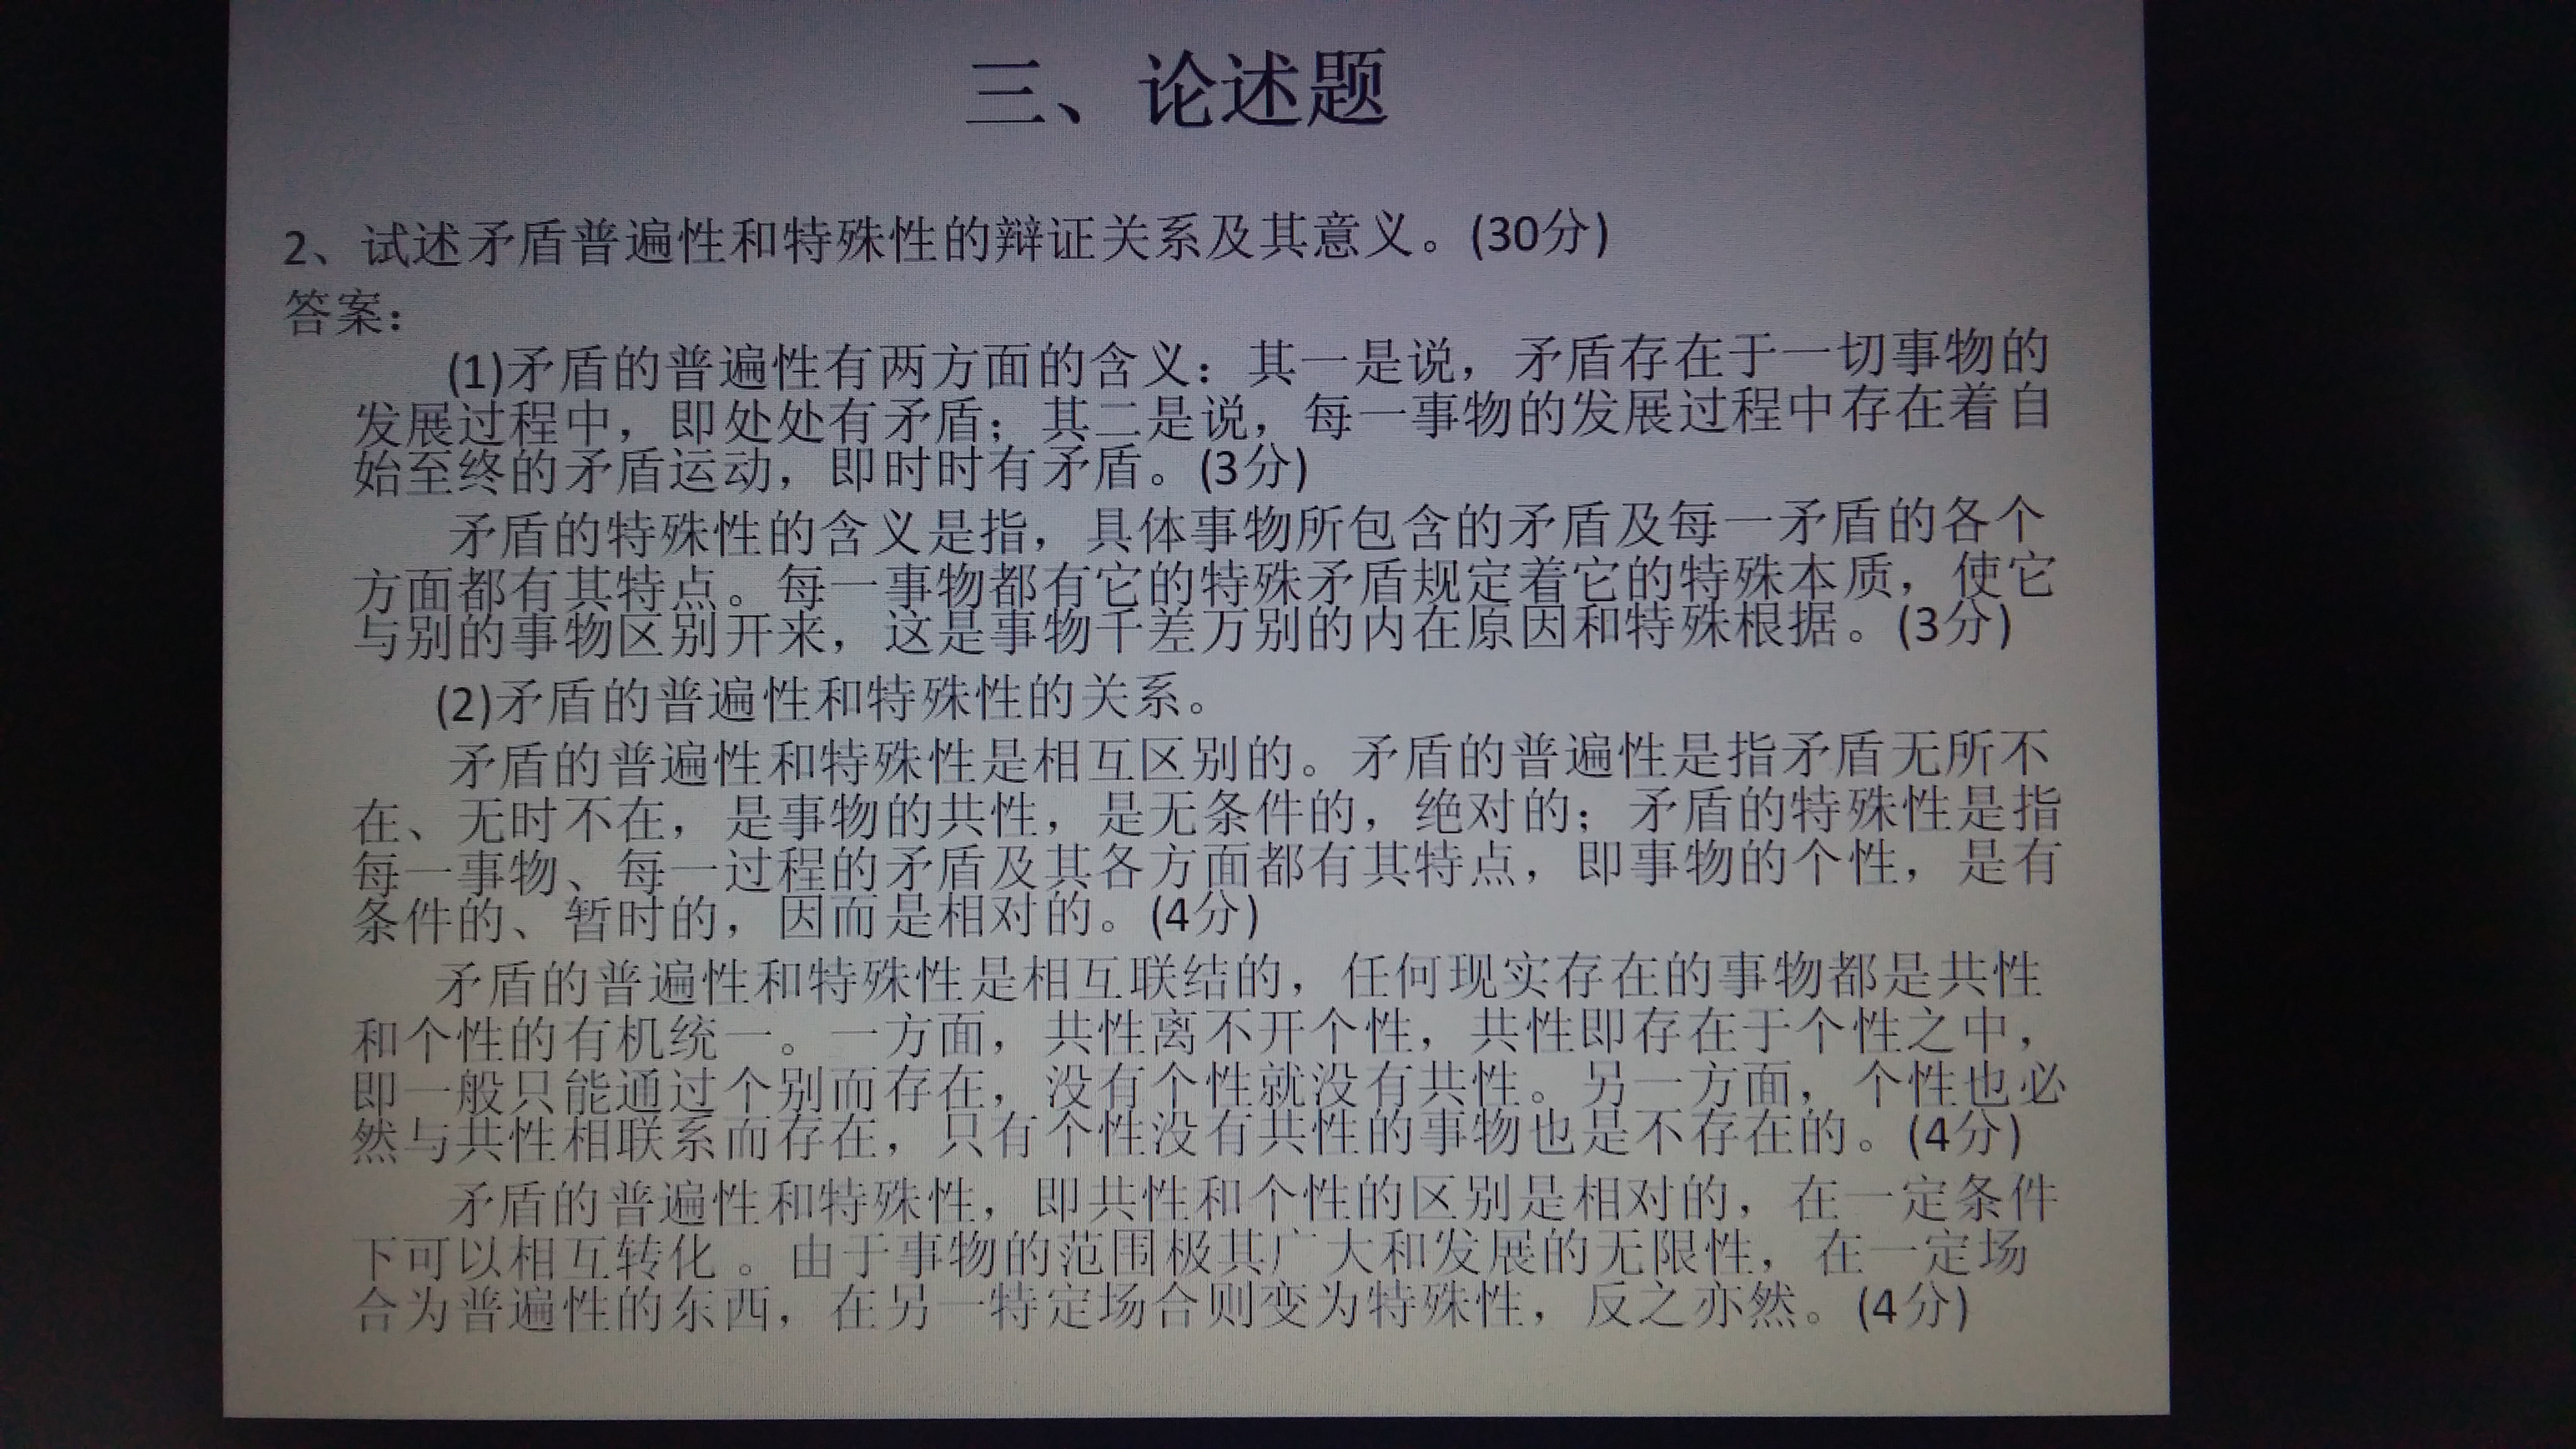 三、论述题
2、试述矛盾普遍性和特殊性的辩证关系及其意义。(30分)
答案：
(1)矛盾的普遍性有两方面的含义：其一是说，矛盾存在于一切事物的
发展过程中，即处处有矛盾；其二是说，每一事物的发展过程中存在着自
始至终的矛盾运动，即时时有矛盾。(3分)
矛盾的特殊性的含义是指，具体事物所包含的矛盾及每一矛盾的各个
方面都有其特点。每一事物都有它的特殊矛盾规定着它的特殊本质，使它
与别的事物区别开来，这是事物千差万别的内在原因和特殊根据。(3分)
(2)矛盾的普遍性和特殊性的关系。
矛盾的普遍性和特殊性是相互区别的。矛盾的普遍性是指矛盾无所不
在、无时不在，是事物的共性，是无条件的，绝对的；矛盾的特殊性是指
每一事物、每一过程的矛盾及其各方面都有其特点，即事物的个性，是有
条件的、暂时的，因而是相对的。(4分)
矛盾的普遍性和特殊性是相互联结的，任何现实存在的事物都是共性
和个性的有机统一。一方面，共性离不开个性，共性即存在于个性之中，
即一般只能通过个别而存在，没有个性就没有共性。另一方面，个性也必
然与共性相联系而存在，只有个性没有共性的事物也是不存在的。(4分)
矛盾的普遍性和特殊性，即共性和个性的区别是相对的，在一定条件
下可以相互转化 。由于事物的范围极其广大和发展的无限性，在一定场
合为普遍性的东西，在另一特定场合则变为特殊性，反之亦然。(4分)